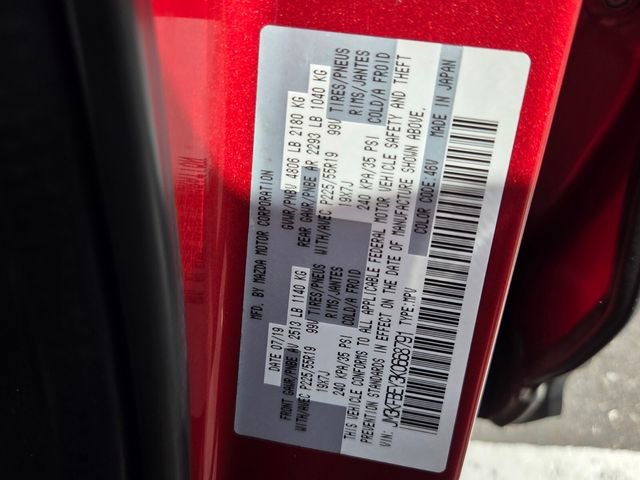 MFD. BY MAZDA MOTOR CORPORATION
DATE 07/19 GVWR/PNBV 4806 LB 2180 KG
FRONT GAWR/PNBE AV 2513 LB 1140 KG REAR GAWR/PNBE AR 2293 LB 1040 KG
WITH/AVEC P225/55R19 99V TIRES/PNEUS WITH/AVEC P225/55R19 99V TIRES/PNEUS
19X7J RIMS/JANTES 19X7J RIMS/JANTES
240 KPA/35 PSI COLD/A FROID 240 KPA/35 PSI COLD/A FROID
THIS VEHICLE CONFORMS TO ALL APPLICABLE FEDERAL MOTOR VEHICLE SAFETY AND THEFT
PREVENTION STANDARDS IN EFFECT ON THE DATE OF MANUFACTURE SHOWN ABOVE.
VIN: JM3KFBEY3K0698791 TYPE:MPV COLOR CODE:46V MADE IN JAPAN